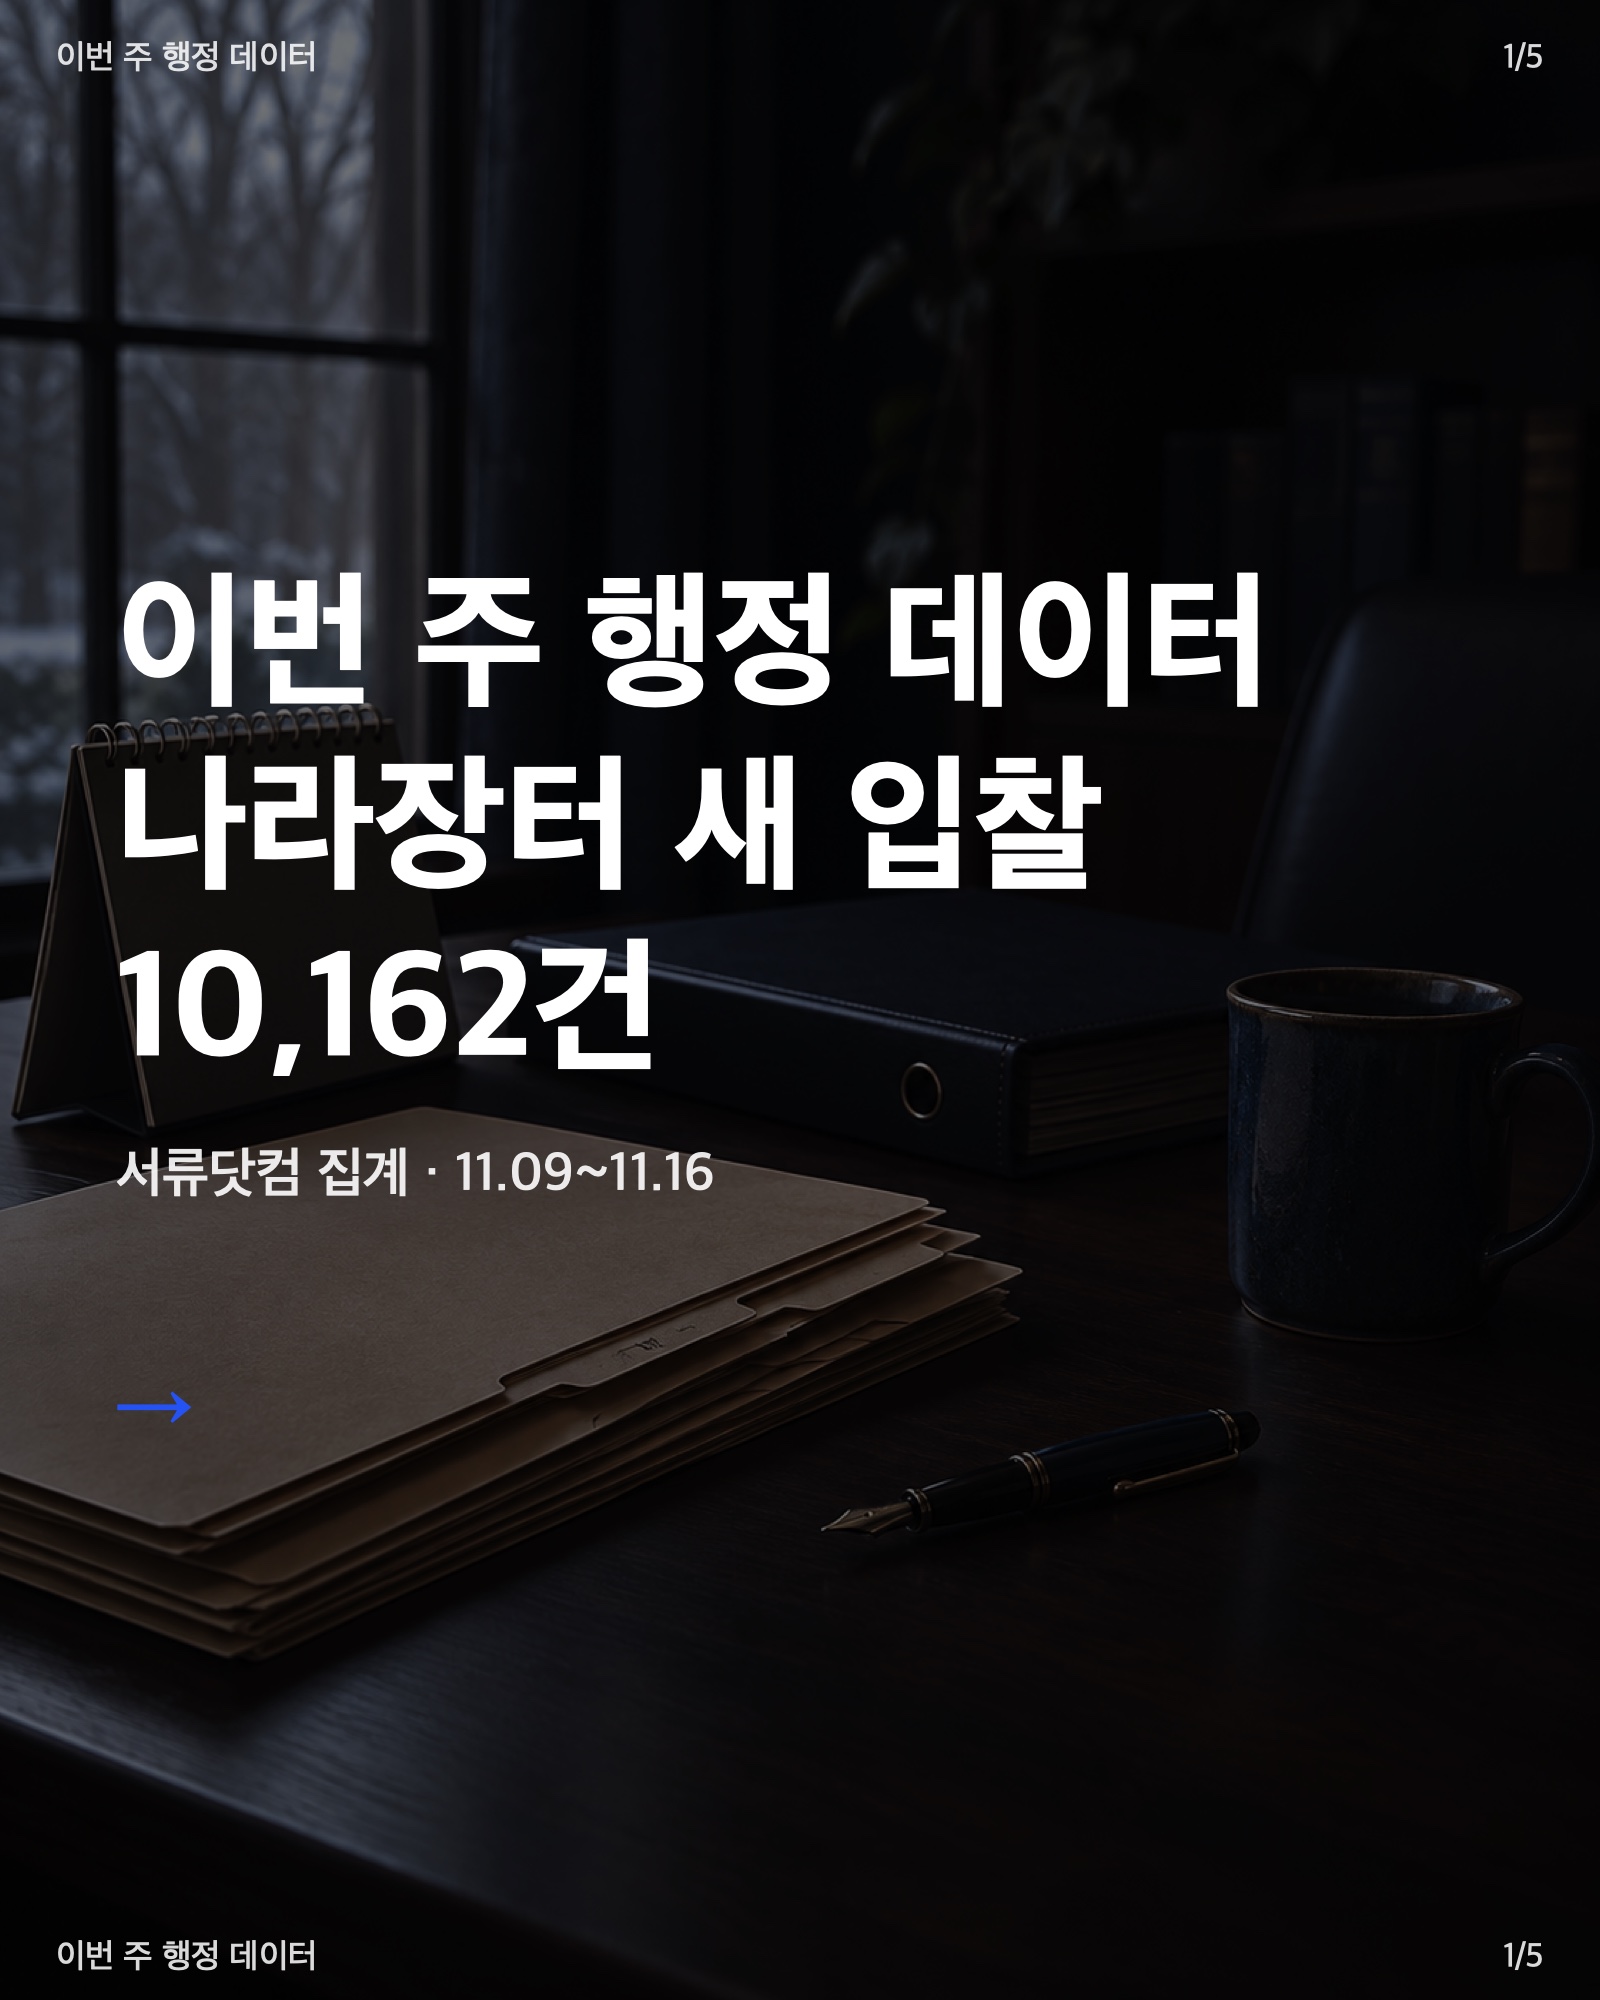 이번 주 행정 데이터
1/5
이번 주 행정 데이터
나라장터 새 입찰
10,162건
서류닷컴 집계 · 11.09~11.16
→
이번 주 행정 데이터
1/5